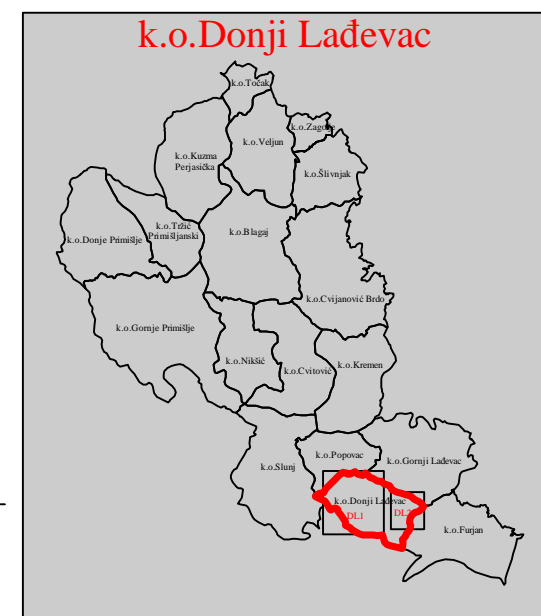 k.o.Donji Lađevac
k.o.Točak
k.o.Zagorje
k.o.Veljun
k.o.Kuzma
Perjasička
k.o.Šlivnjak
k.o.Tržić
Primišljanski
k.o.Donje Primišlje
k.o.Blagaj
k.o.Cvijanović Brdo
k.o.Gornje Primišlje
k.o.Nikšić
k.o.Cvitović
k.o.Kremen
k.o.Popovac
k.o.Slunj
k.o.Gornji Lađevac
k.o.Donji Lađevac
DL1
DL2
k.o.Furjan